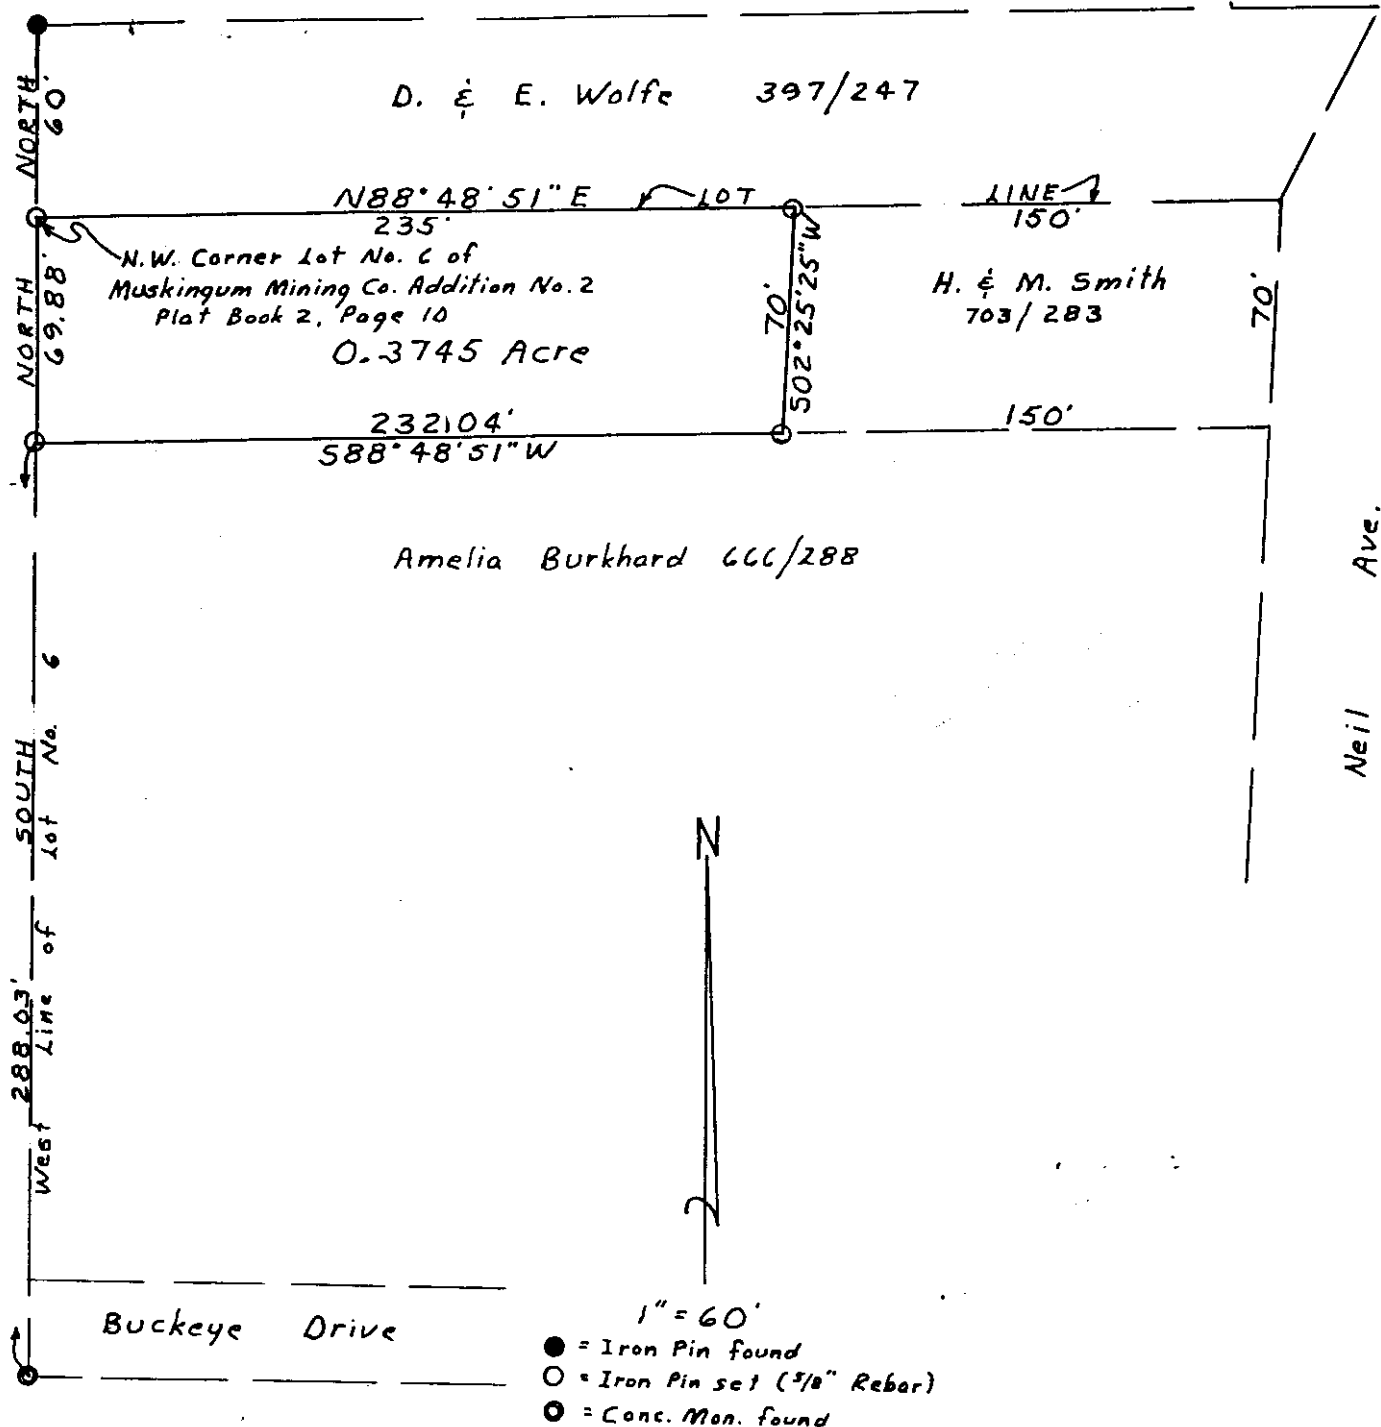 NORTH
60'
D. & E. Wolfe 397/247
N88°48'51"E
LOT
LINE
235'
150'
N.W. Corner Lot No. 6 of
Muskingum Mining Co. Addition No. 2
Plat Book 2, Page 10
0.3745 Acre
NORTH
69.88'
70'
S02°25'25"W
H. & M. Smith
703/283
70'
232.04'
S88°48'51"W
150'
Amelia Burkhard 666/288
Neil Ave.
288.03' SOUTH
West Line of Lot No. 6
N
Buckeye Drive
1"=60'
= Iron Pin found
= Iron Pin set (5/8" Rebar)
= Conc. Mon. found